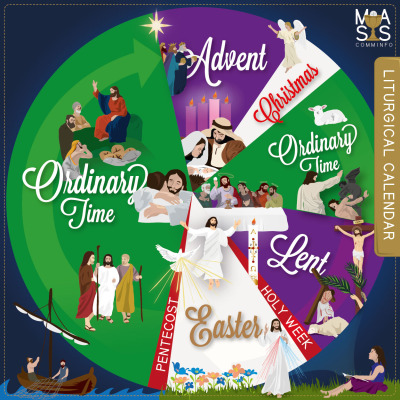 MASS
COMMINFO
LITURGICAL CALENDAR
Advent
Christmas
Ordinary
Time
Lent
HOLY WEEK
Easter
PENTECOST
Ordinary
Time